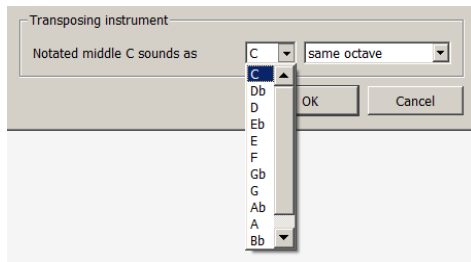 Transposing instrument
Notated middle C sounds as C same octave
C
Db
D
Eb
E
F
Gb
G
Ab
A
Bb
OK Cancel